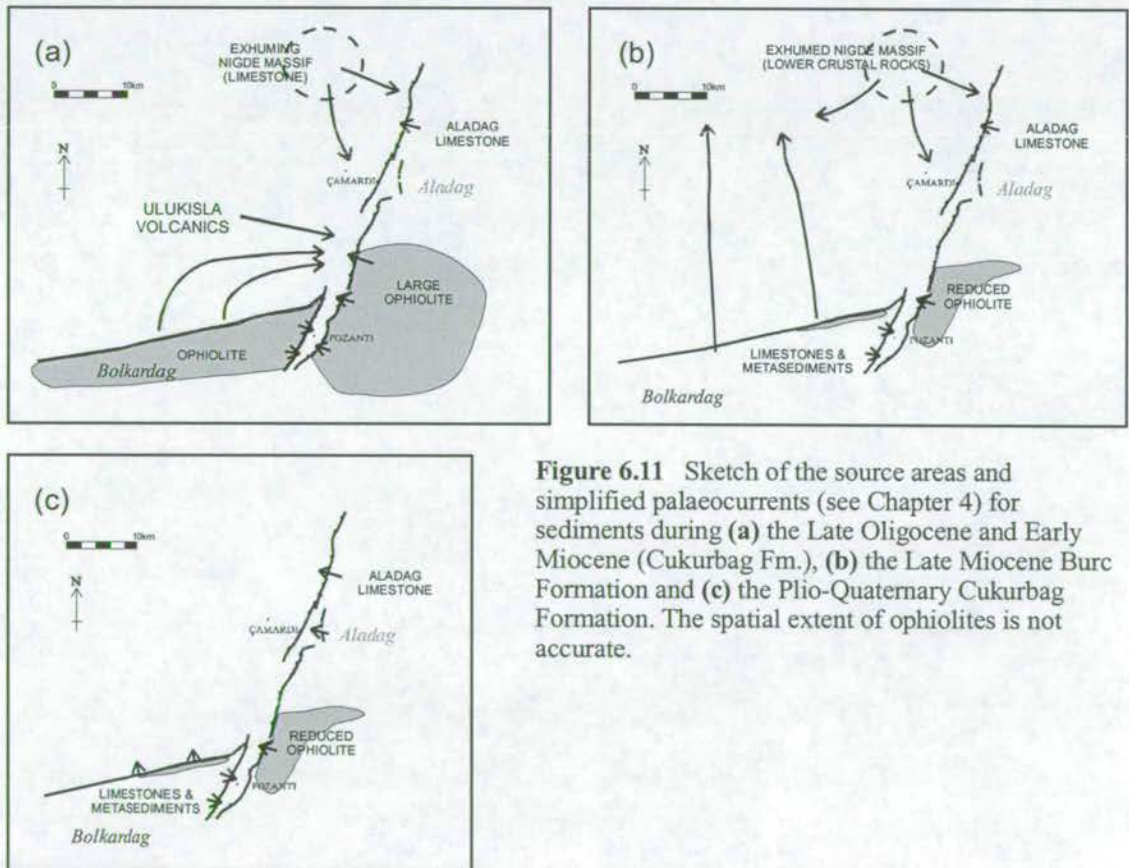 (a)
EXHUMING
NIGDE MASSIF
(LIMESTONE)
10km
N
ALADAG
LIMESTONE
ÇAMARDI
Aladag
ULUKISLA
VOLCANICS
LARGE
OPHIOLITE
OPHIOLITE
POZANTI
Bolkardag
(b)
EXHUMED NIGDE MASSIF
(LOWER CRUSTAL ROCKS)
10km
N
ALADAG
LIMESTONE
ÇAMARDI
Aladag
REDUCED
OPHIOLITE
POZANTI
LIMESTONES &
METASEDIMENTS
Bolkardag
(c)
10km
N
ALADAG
LIMESTONE
ÇAMARDI
Aladag
REDUCED
OPHIOLITE
POZANTI
LIMESTONES &
METASEDIMENTS
Bolkardag
Figure 6.11 Sketch of the source areas and
simplified palaeocurrents (see Chapter 4) for
sediments during (a) the Late Oligocene and Early
Miocene (Cukurbag Fm.), (b) the Late Miocene Burc
Formation and (c) the Plio-Quaternary Cukurbag
Formation. The spatial extent of ophiolites is not
accurate.